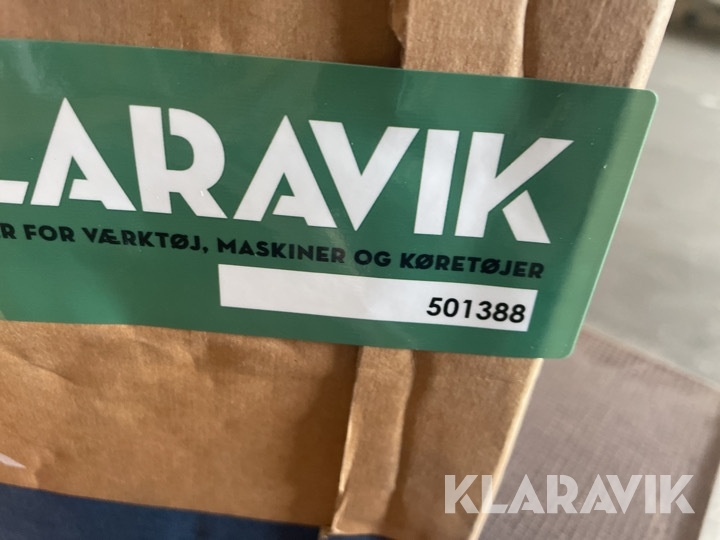 LARAVIK
R FOR VÆRKTØJ, MASKINER OG KØRETØJER
501388
KLARAVIK